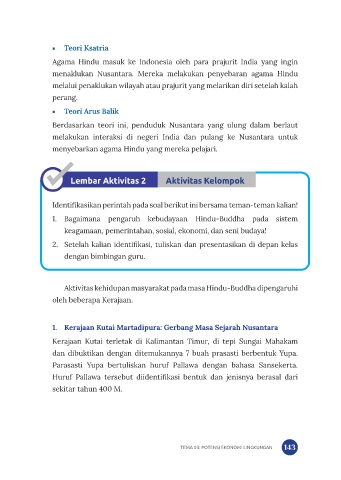 • Teori Ksatria
Agama Hindu masuk ke Indonesia oleh para prajurit India yang ingin
menaklukan Nusantara. Mereka melakukan penyebaran agama Hindu
melalui penaklukan wilayah atau prajurit yang melarikan diri setelah kalah
perang.
• Teori Arus Balik
Berdasarkan teori ini, penduduk Nusantara yang ulung dalam berlaut
melakukan interaksi di negeri India dan pulang ke Nusantara untuk
menyebarkan agama Hindu yang mereka pelajari.
Lembar Aktivitas 2 Aktivitas Kelompok
Identifikasikan perintah pada soal berikut ini bersama teman-teman kalian!
1. Bagaimana pengaruh kebudayaan Hindu-Buddha pada sistem
keagamaan, pemerintahan, sosial, ekonomi, dan seni budaya!
2. Setelah kalian identifikasi, tuliskan dan presentasikan di depan kelas
dengan bimbingan guru.
Aktivitas kehidupan masyarakat pada masa Hindu-Buddha dipengaruhi
oleh beberapa Kerajaan.
1. Kerajaan Kutai Martadipura: Gerbang Masa Sejarah Nusantara
Kerajaan Kutai terletak di Kalimantan Timur, di tepi Sungai Mahakam
dan dibuktikan dengan ditemukannya 7 buah prasasti berbentuk Yupa.
Parasasti Yupa bertuliskan huruf Pallawa dengan bahasa Sansekerta.
Huruf Pallawa tersebut diidentifikasi bentuk dan jenisnya berasal dari
sekitar tahun 400 M.
TEMA 03: POTENSI EKONOMI LINGKUNGAN 143